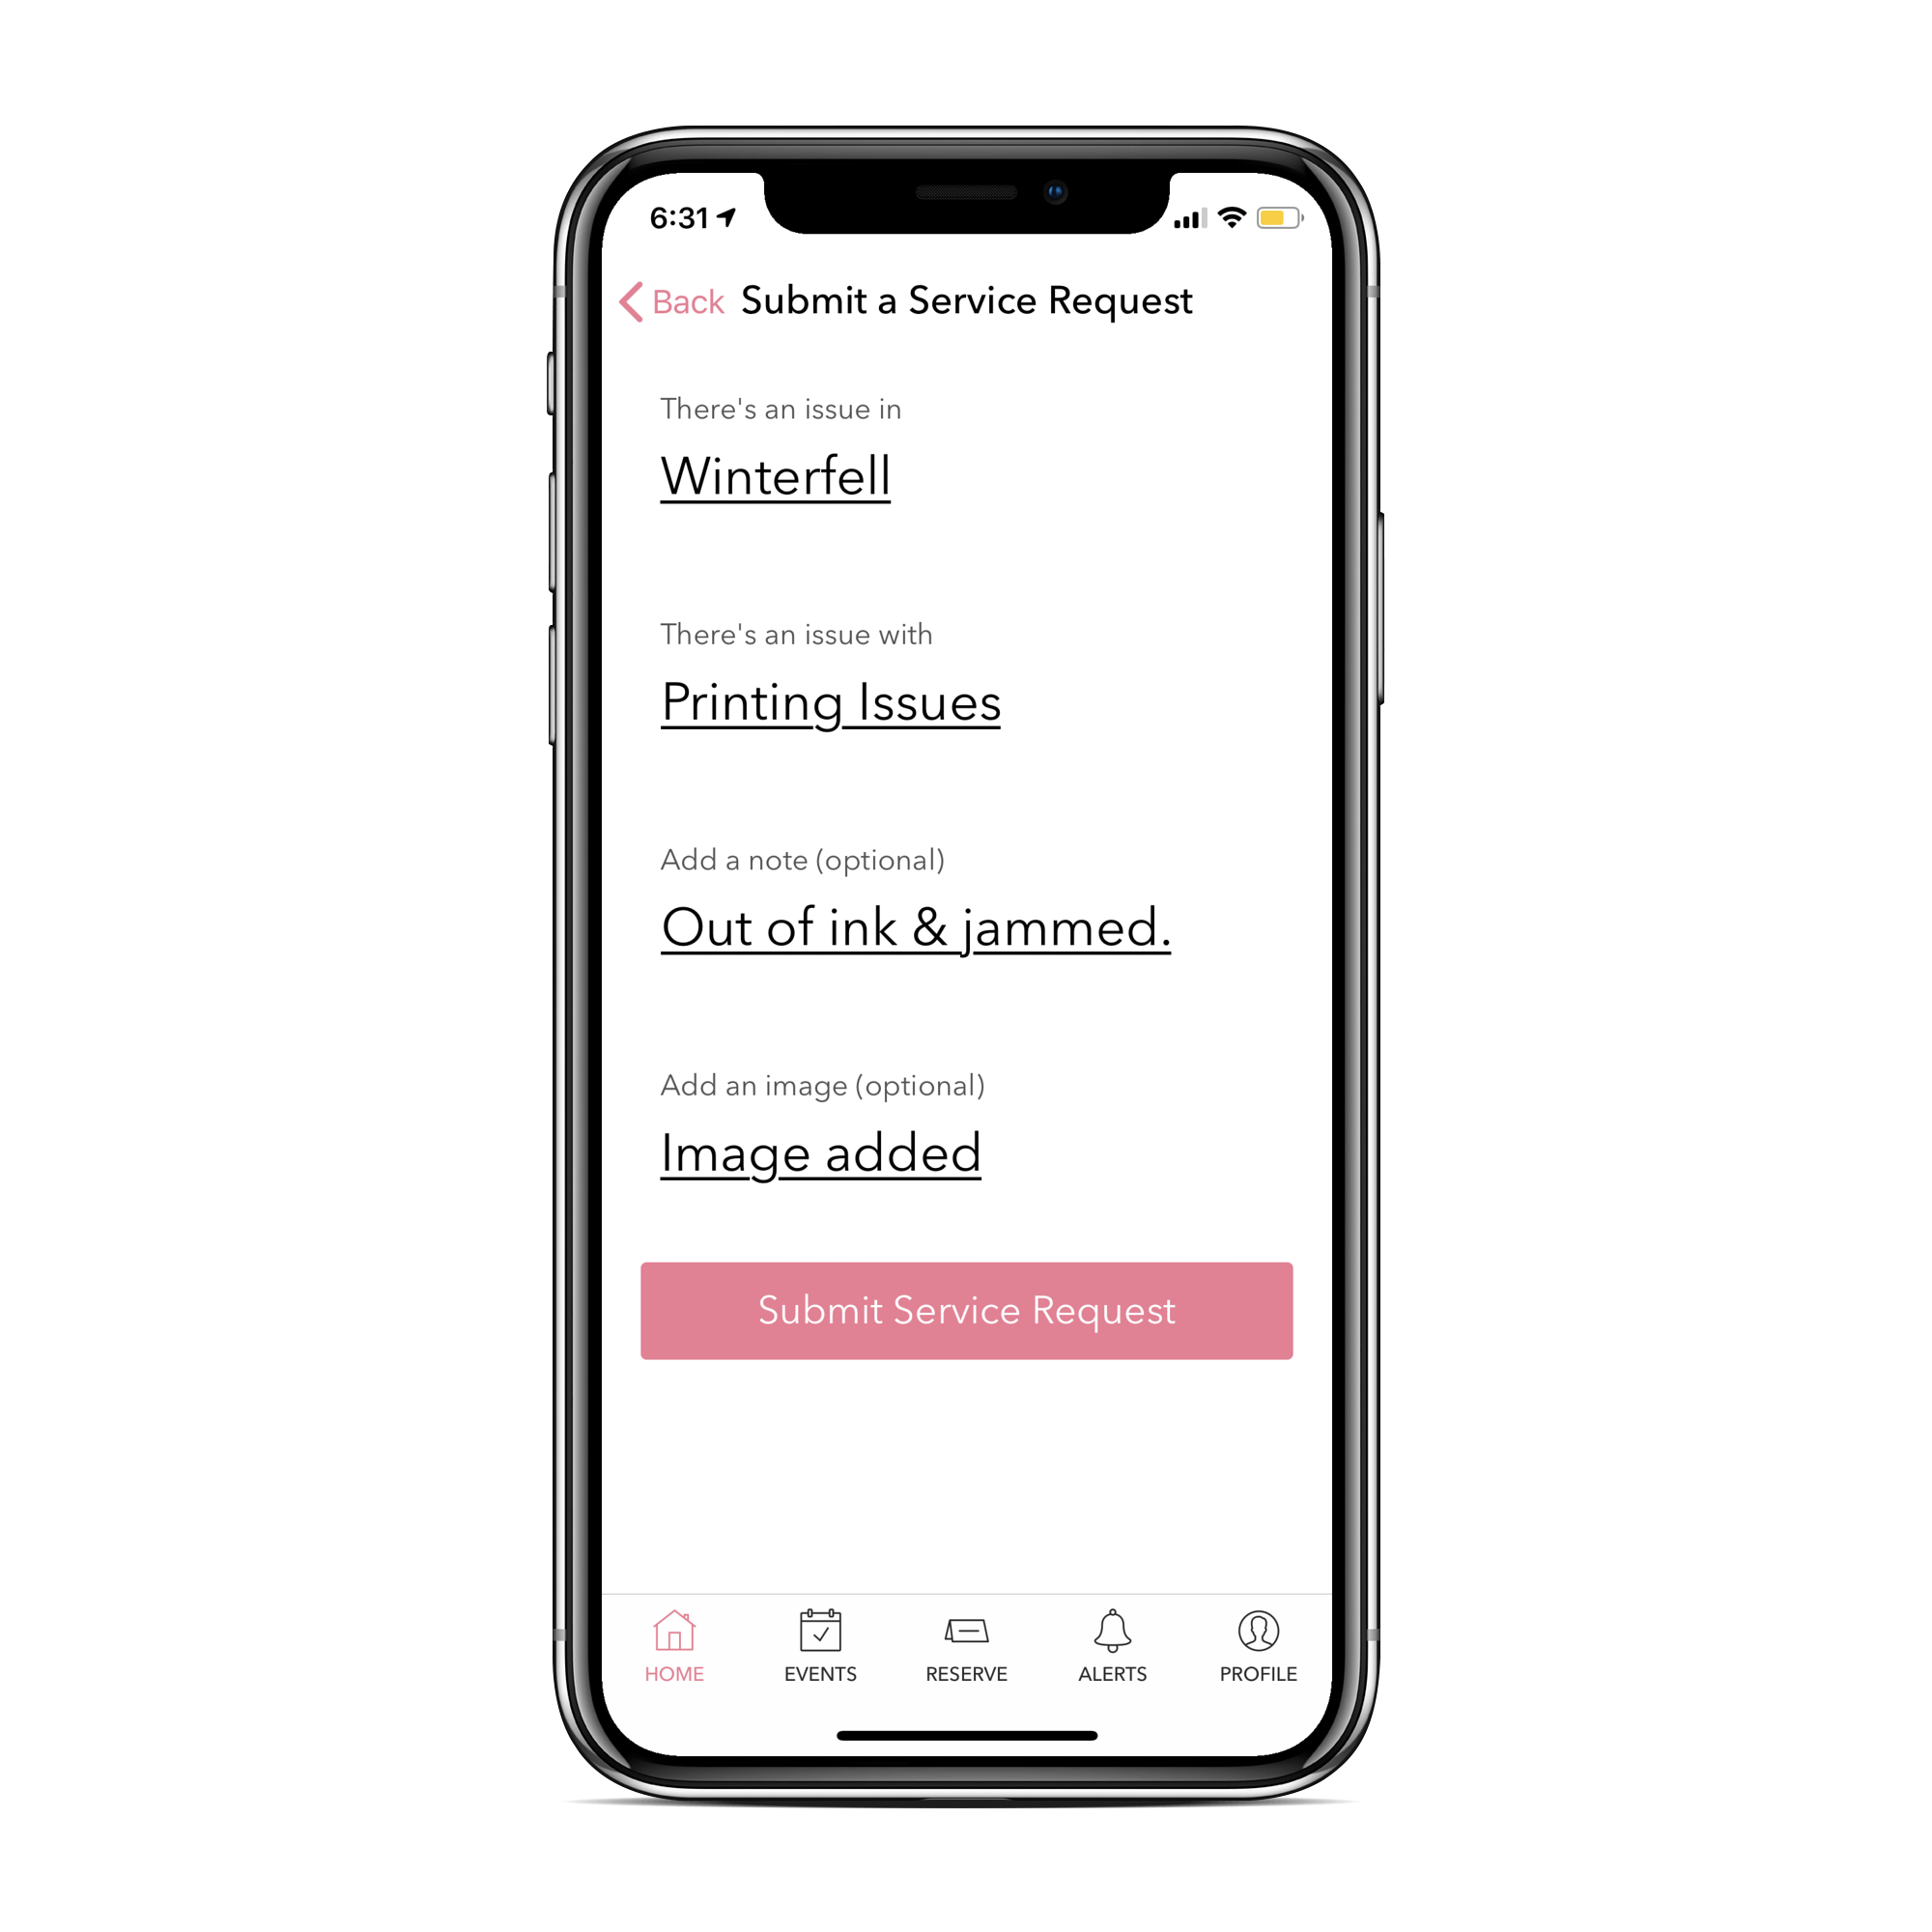 6:31
Back Submit a Service Request
There's an issue in
Winterfell
There's an issue with
Printing Issues
Add a note (optional)
Out of ink & jammed.
Add an image (optional)
Image added
Submit Service Request
HOME EVENTS RESERVE ALERTS PROFILE